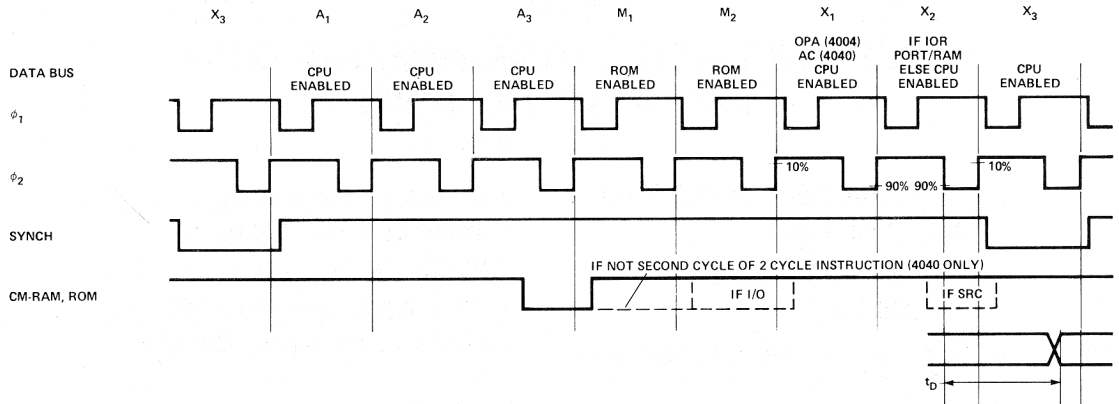 X3 A1 A2 A3 M1 M2 X1 X2 X3
OPA (4004)
AC (4040)
CPU
ENABLED
IF IOR
PORT/RAM
ELSE CPU
ENABLED
DATA BUS
CPU
ENABLED
CPU
ENABLED
CPU
ENABLED
ROM
ENABLED
ROM
ENABLED
CPU
ENABLED
φ1
φ2
10%
90% 90%
10%
SYNCH
IF NOT SECOND CYCLE OF 2 CYCLE INSTRUCTION (4040 ONLY)
CM-RAM, ROM
IF I/O
IF SRC
tD